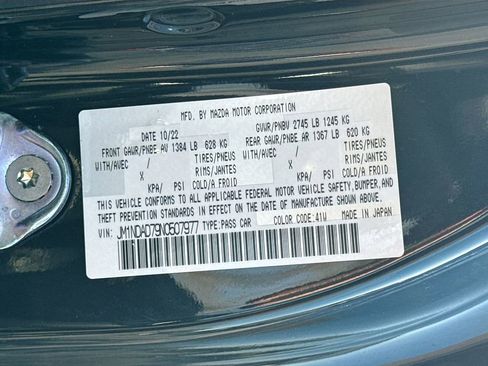 MFD. BY MAZDA MOTOR CORPORATION
DATE 10/22 GVWR/PNBV 2745 LB 1245 KG
FRONT GAWR/PNBE AV 1384 LB 628 KG REAR GAWR/PNBE AR 1367 LB 620 KG
WITH/AVEC / TIRES/PNEUS WITH/AVEC / TIRES/PNEUS
X RIMS/JANTES X RIMS/JANTES
KPA/ PSI COLD/A FROID KPA/ PSI COLD/A FROID
THIS VEHICLE CONFORMS TO ALL APPLICABLE FEDERAL MOTOR VEHICLE SAFETY, BUMPER, AND
THEFT PREVENTION STANDARDS IN EFFECT ON THE DATE OF MANUFACTURE SHOWN ABOVE.
VIN: JM1NDAD79N0507977 TYPE:PASS CAR COLOR CODE:41W MADE IN JAPAN